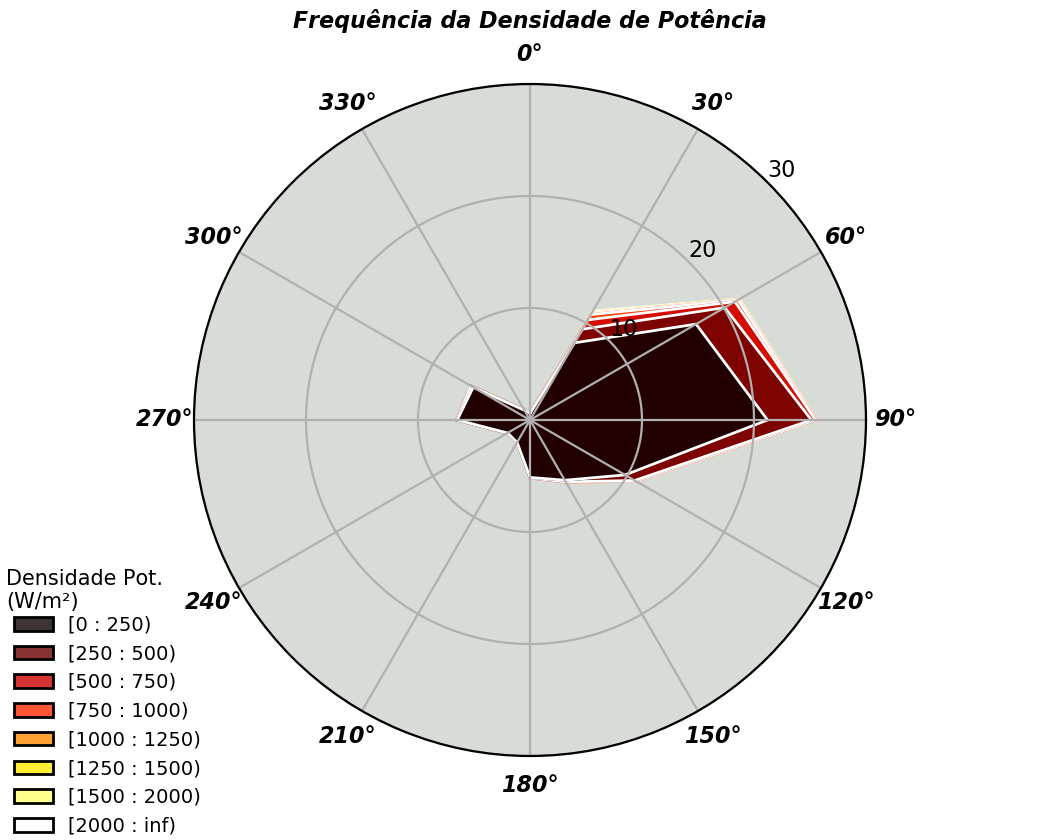 Frequência da Densidade de Potência
0°
330°
30°
30
300°
60°
20
10
270°
90°
240°
120°
210°
150°
180°
Densidade Pot.
(W/m²)
[0 : 250)
[250 : 500)
[500 : 750)
[750 : 1000)
[1000 : 1250)
[1250 : 1500)
[1500 : 2000)
[2000 : inf)